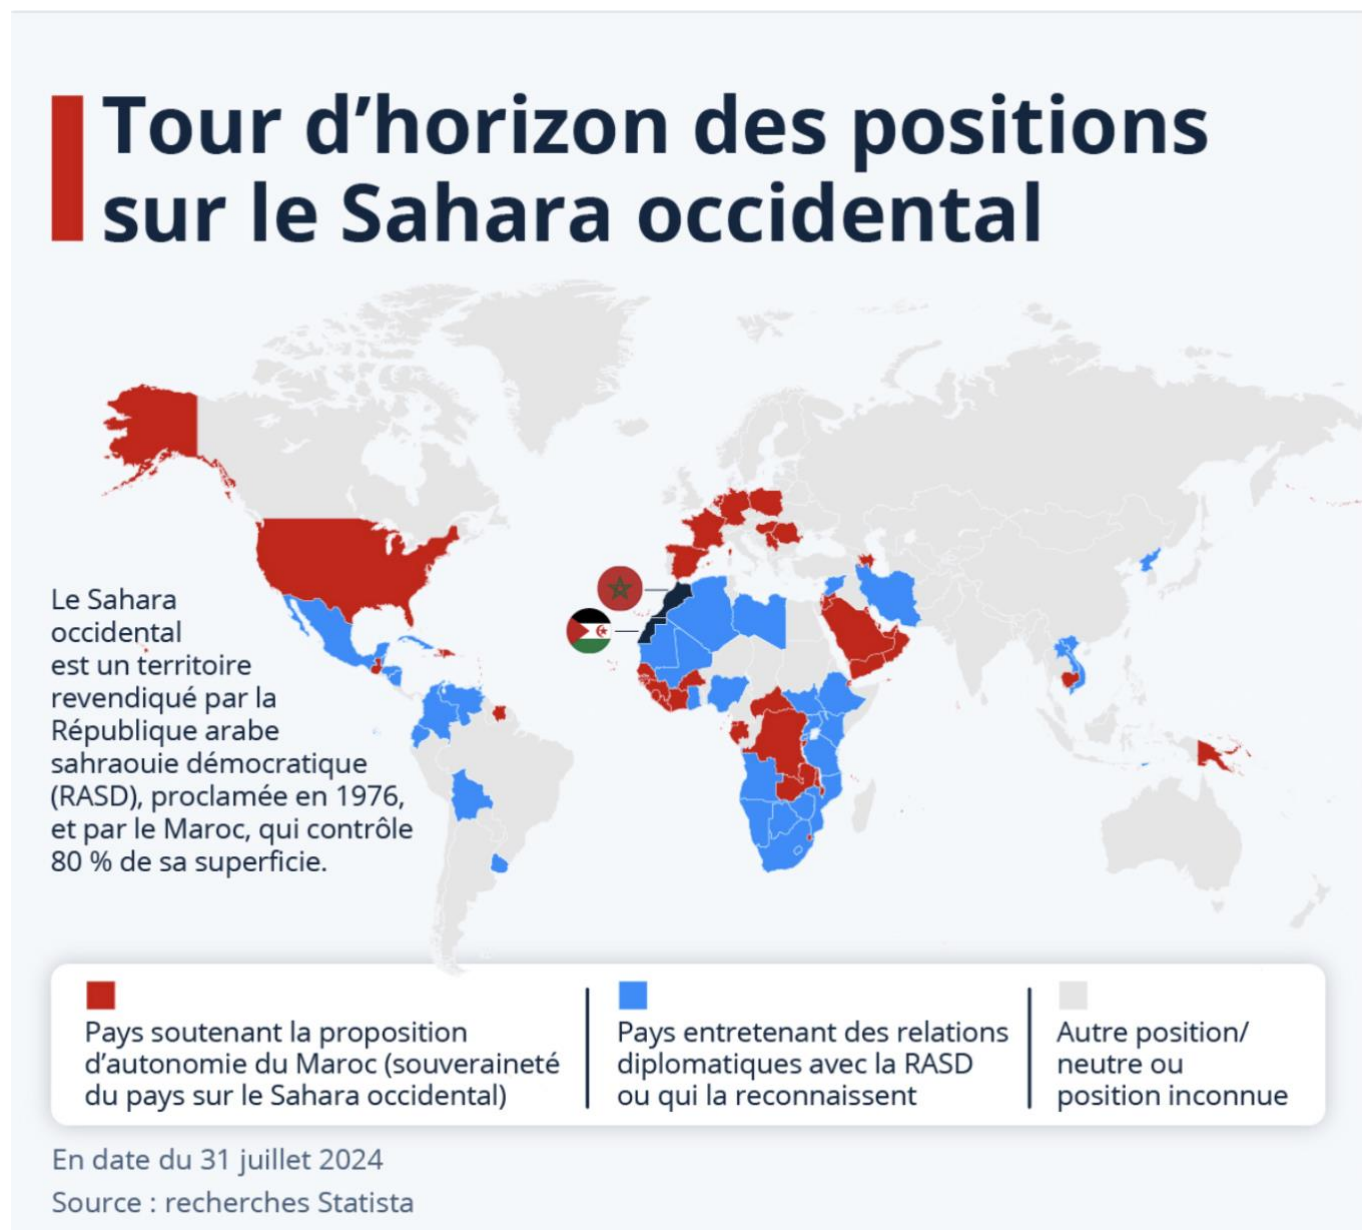 Tour d’horizon des positions
sur le Sahara occidental
Le Sahara
occidental
est un territoire
revendiqué par la
République arabe
sahraouie démocratique
(RASD), proclamée en 1976,
et par le Maroc, qui contrôle
80 % de sa superficie.
Pays soutenant la proposition
d’autonomie du Maroc (souveraineté
du pays sur le Sahara occidental)
Pays entretenant des relations
diplomatiques avec la RASD
ou qui la reconnaissent
Autre position/
neutre ou
position inconnue
En date du 31 juillet 2024
Source : recherches Statista